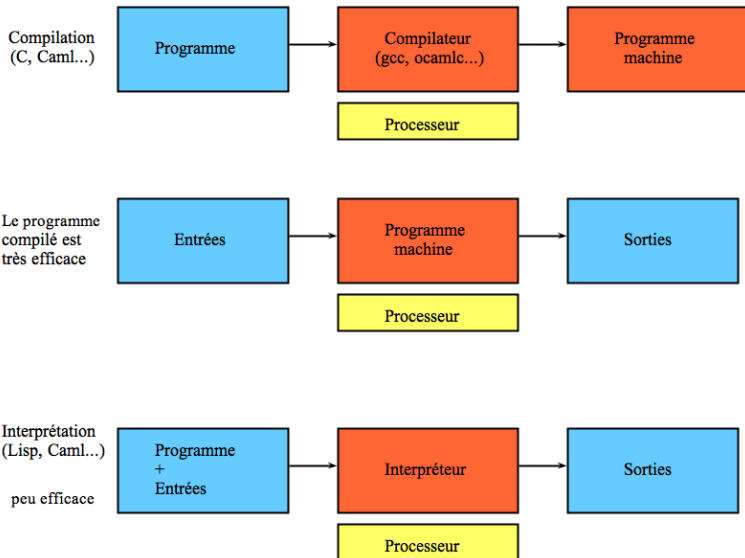 Compilation
(C, Caml...)
Programme
Compilateur
(gcc, ocamlc...)
Programme
machine
Processeur
Le programme
compilé est
très efficace
Entrées
Programme
machine
Sorties
Processeur
Interprétation
(Lisp, Caml...)
peu efficace
Programme
+
Entrées
Interpréteur
Sorties
Processeur